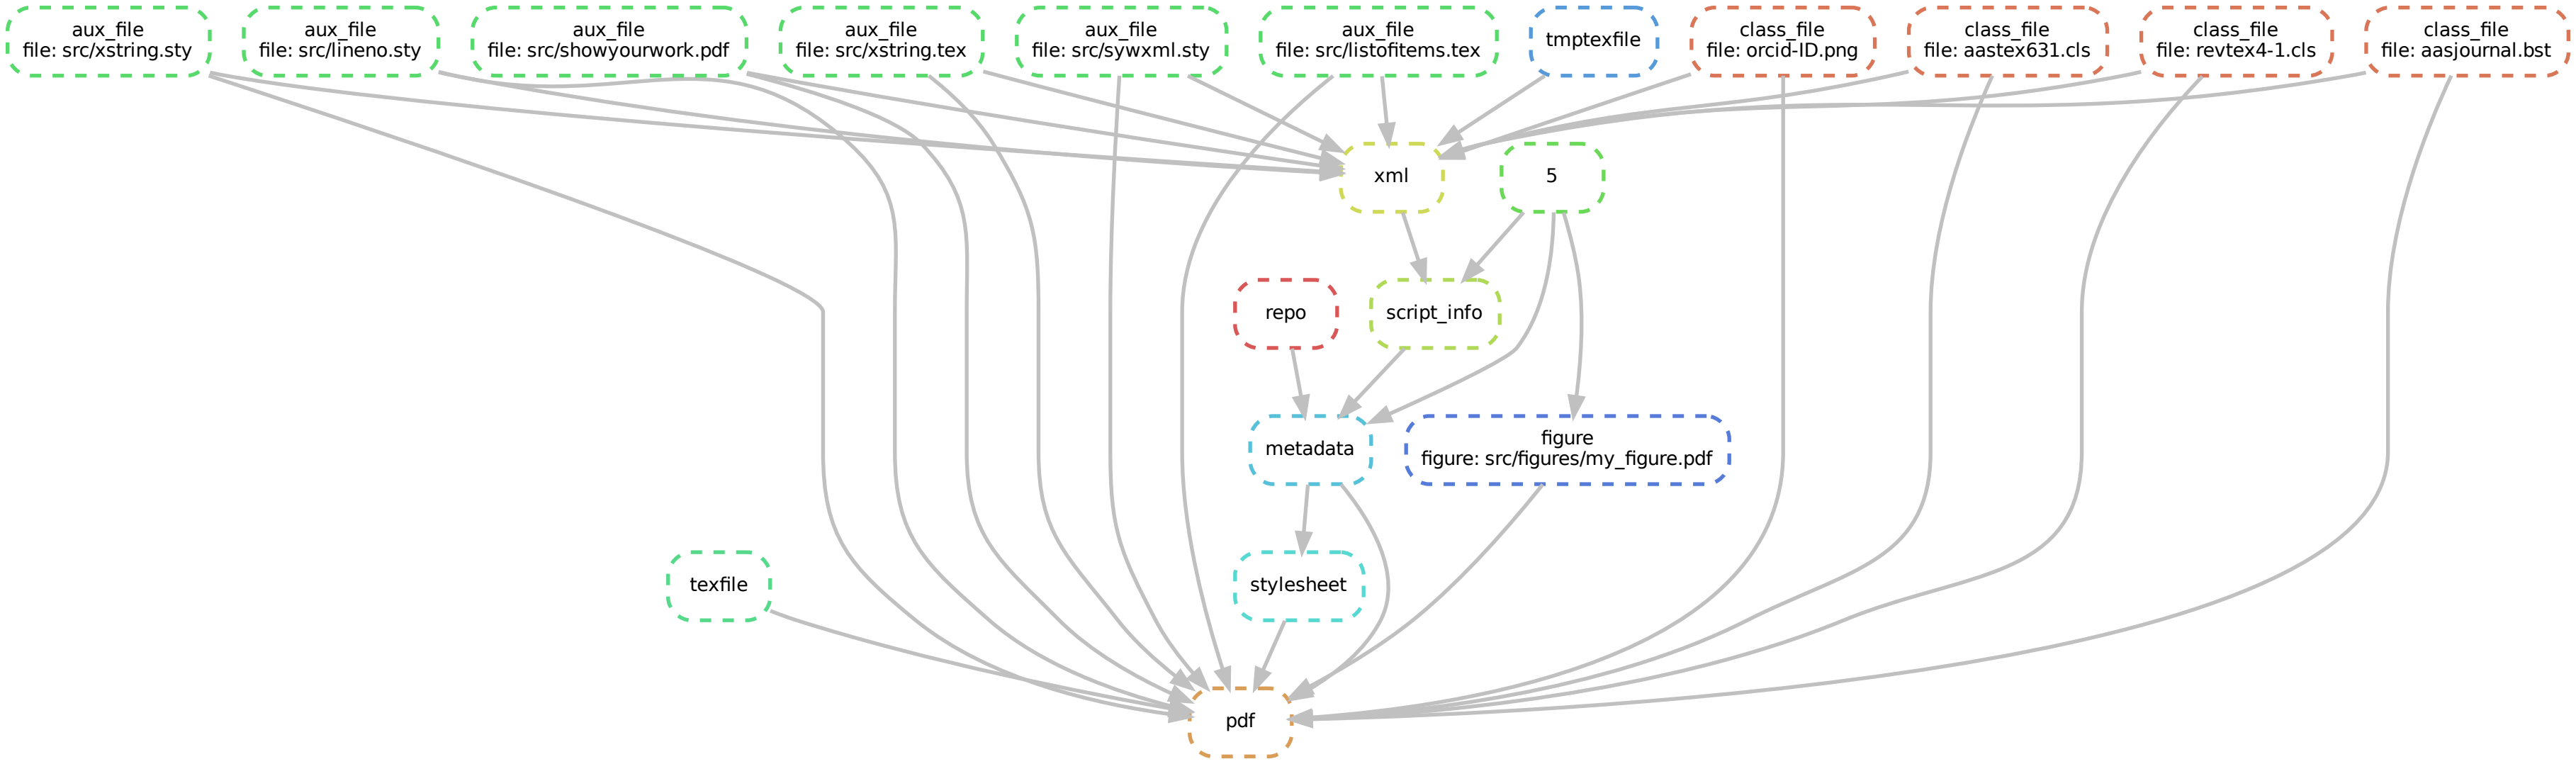 aux_file
file: src/xstring.sty
aux_file
file: src/lineno.sty
aux_file
file: src/showyourwork.pdf
aux_file
file: src/xstring.tex
aux_file
file: src/sywxml.sty
aux_file
file: src/listofitems.tex
tmptexfile
class_file
file: orcid-ID.png
class_file
file: aastex631.cls
class_file
file: revtex4-1.cls
class_file
file: aasjournal.bst
xml
5
repo
script_info
metadata
figure
figure: src/figures/my_figure.pdf
texfile
stylesheet
pdf